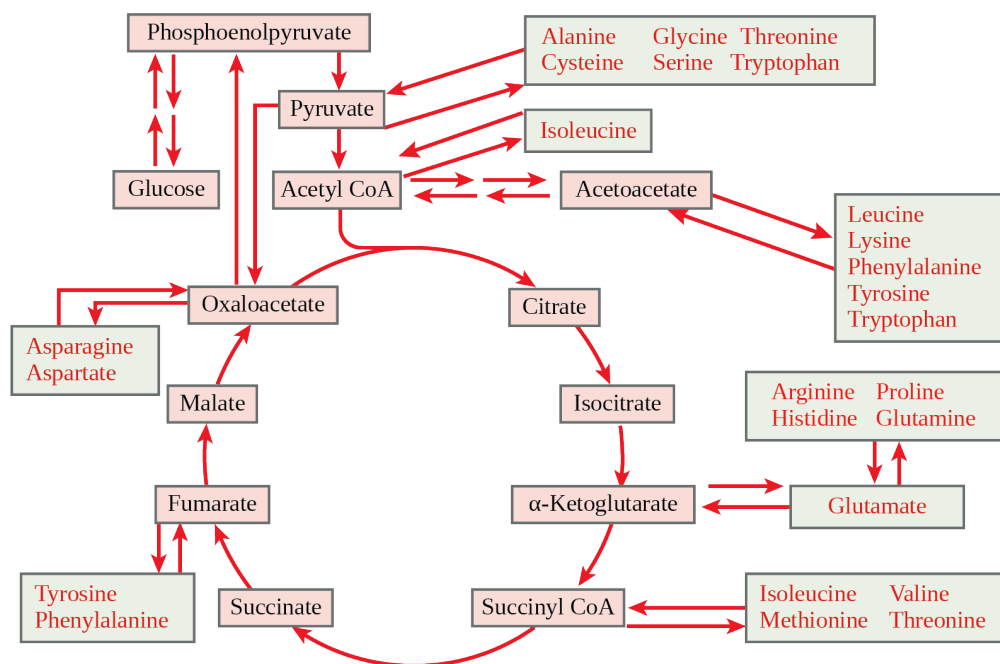 Phosphoenolpyruvate
Alanine Glycine Threonine
Cysteine Serine Tryptophan
Pyruvate
Isoleucine
Glucose
Acetyl CoA
Acetoacetate
Leucine
Lysine
Phenylalanine
Tyrosine
Tryptophan
Oxaloacetate
Citrate
Asparagine
Aspartate
Malate
Isocitrate
Arginine Proline
Histidine Glutamine
Fumarate
α-Ketoglutarate
Glutamate
Tyrosine
Phenylalanine
Succinate
Succinyl CoA
Isoleucine Valine
Methionine Threonine